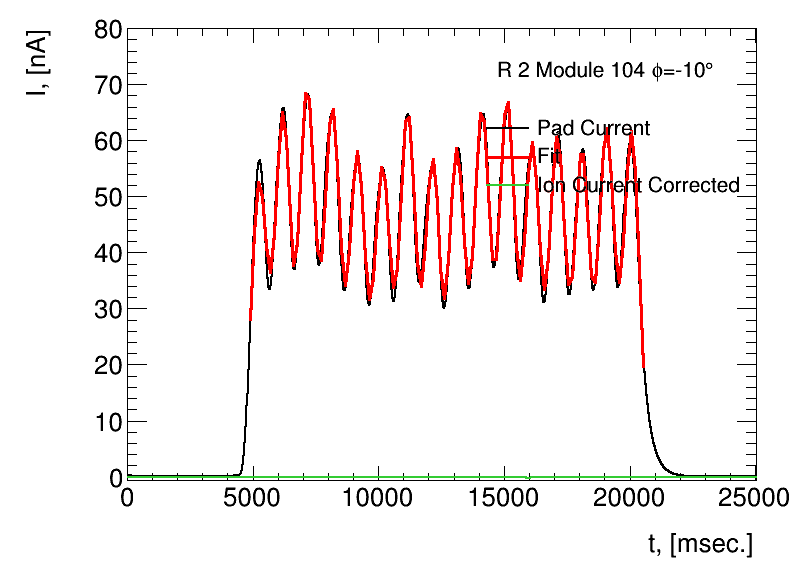 I, [nA]
80
70
60
50
40
30
20
10
0
R 2 Module 104 ϕ=-10°
Pad Current
Fit
Ion Current Corrected
0 5000 10000 15000 20000 25000
t, [msec.]